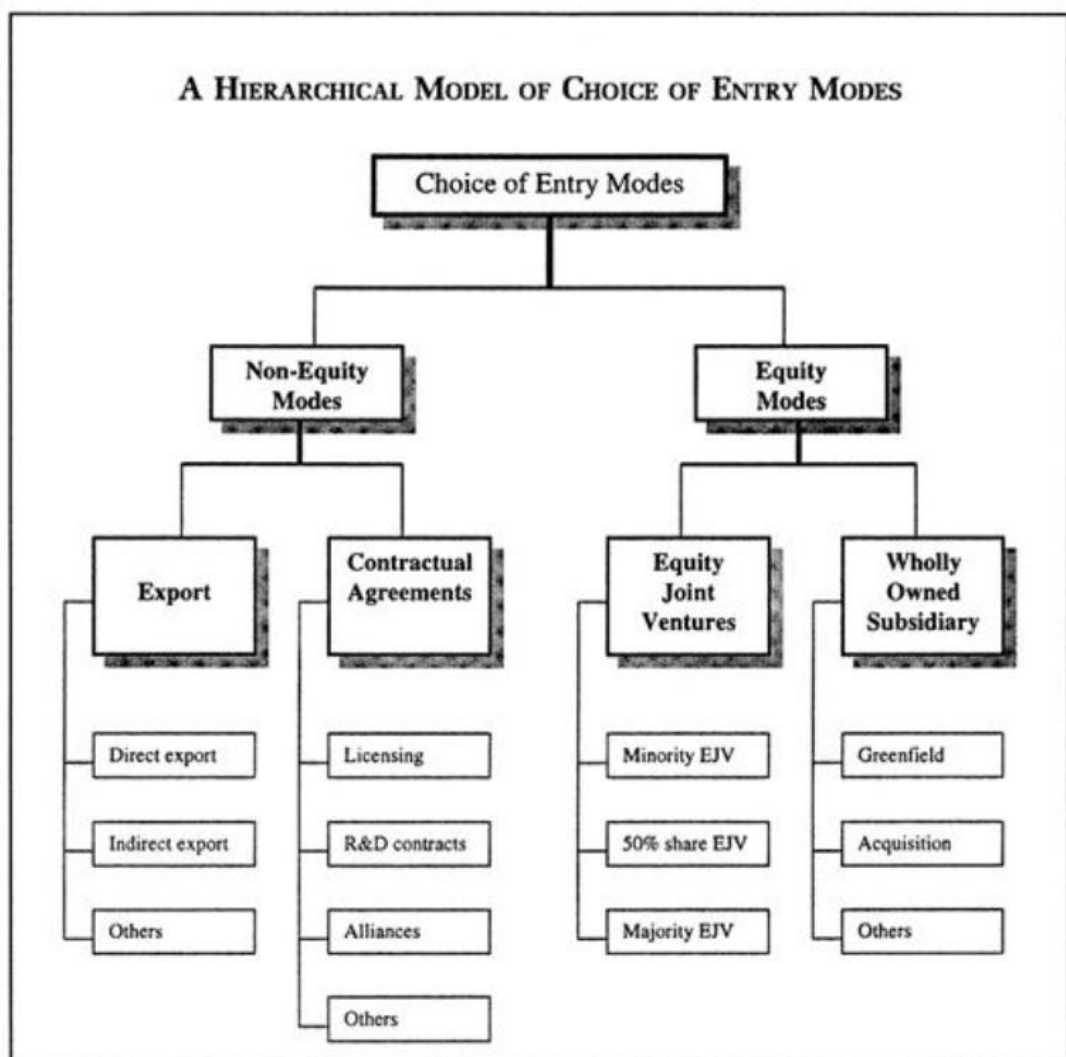 A HIERARCHICAL MODEL OF CHOICE OF ENTRY MODES
Choice of Entry Modes
Non-Equity
Modes
Equity
Modes
Export
Contractual
Agreements
Equity
Joint
Ventures
Wholly
Owned
Subsidiary
Direct export
Licensing
Minority EJV
Greenfield
Indirect export
R&D contracts
50% share EJV
Acquisition
Others
Alliances
Majority EJV
Others
Others